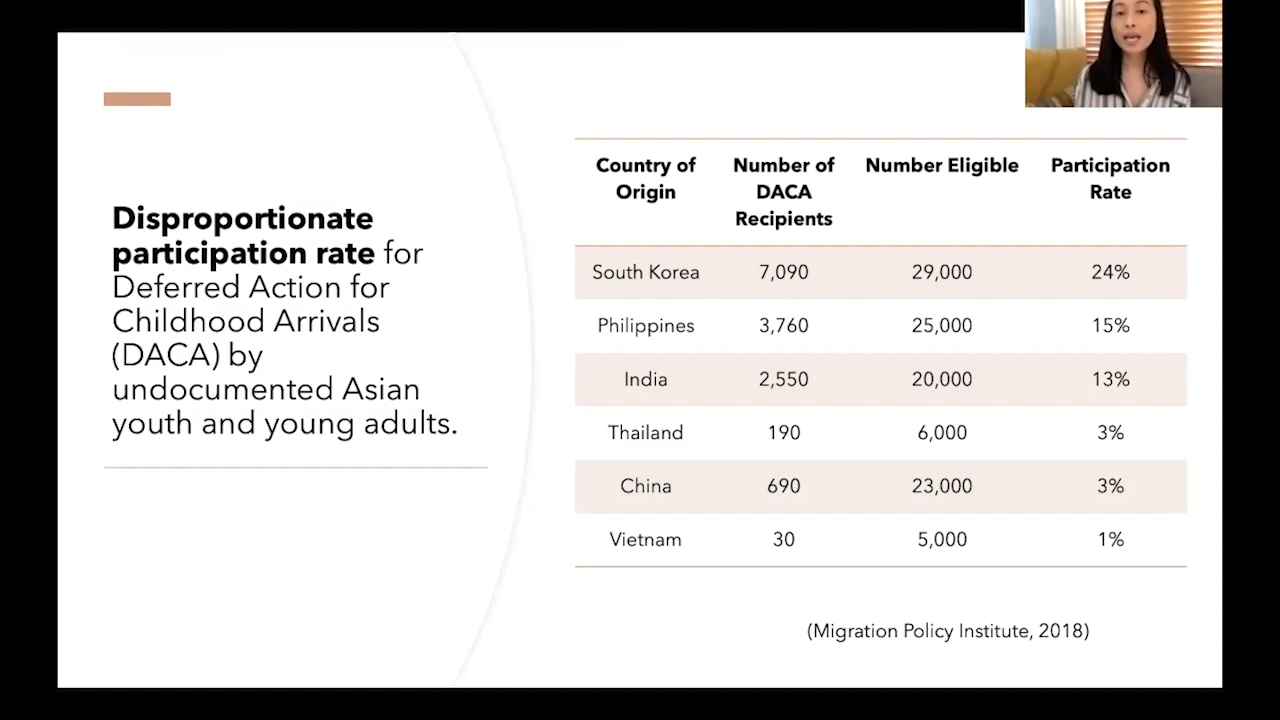 Disproportionate
participation rate for
Deferred Action for
Childhood Arrivals
(DACA) by
undocumented Asian
youth and young adults.
Country of Origin Number of DACA Recipients Number Eligible Participation Rate
South Korea 7,090 29,000 24%
Philippines 3,760 25,000 15%
India 2,550 20,000 13%
Thailand 190 6,000 3%
China 690 23,000 3%
Vietnam 30 5,000 1%
(Migration Policy Institute, 2018)